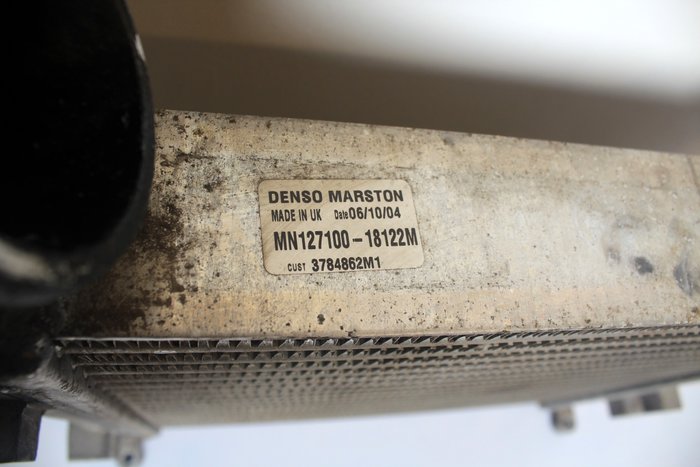 DENSO MARSTON
MADE IN UK Date 06/10/04
MN127100-18122M
CUST 3784862M1